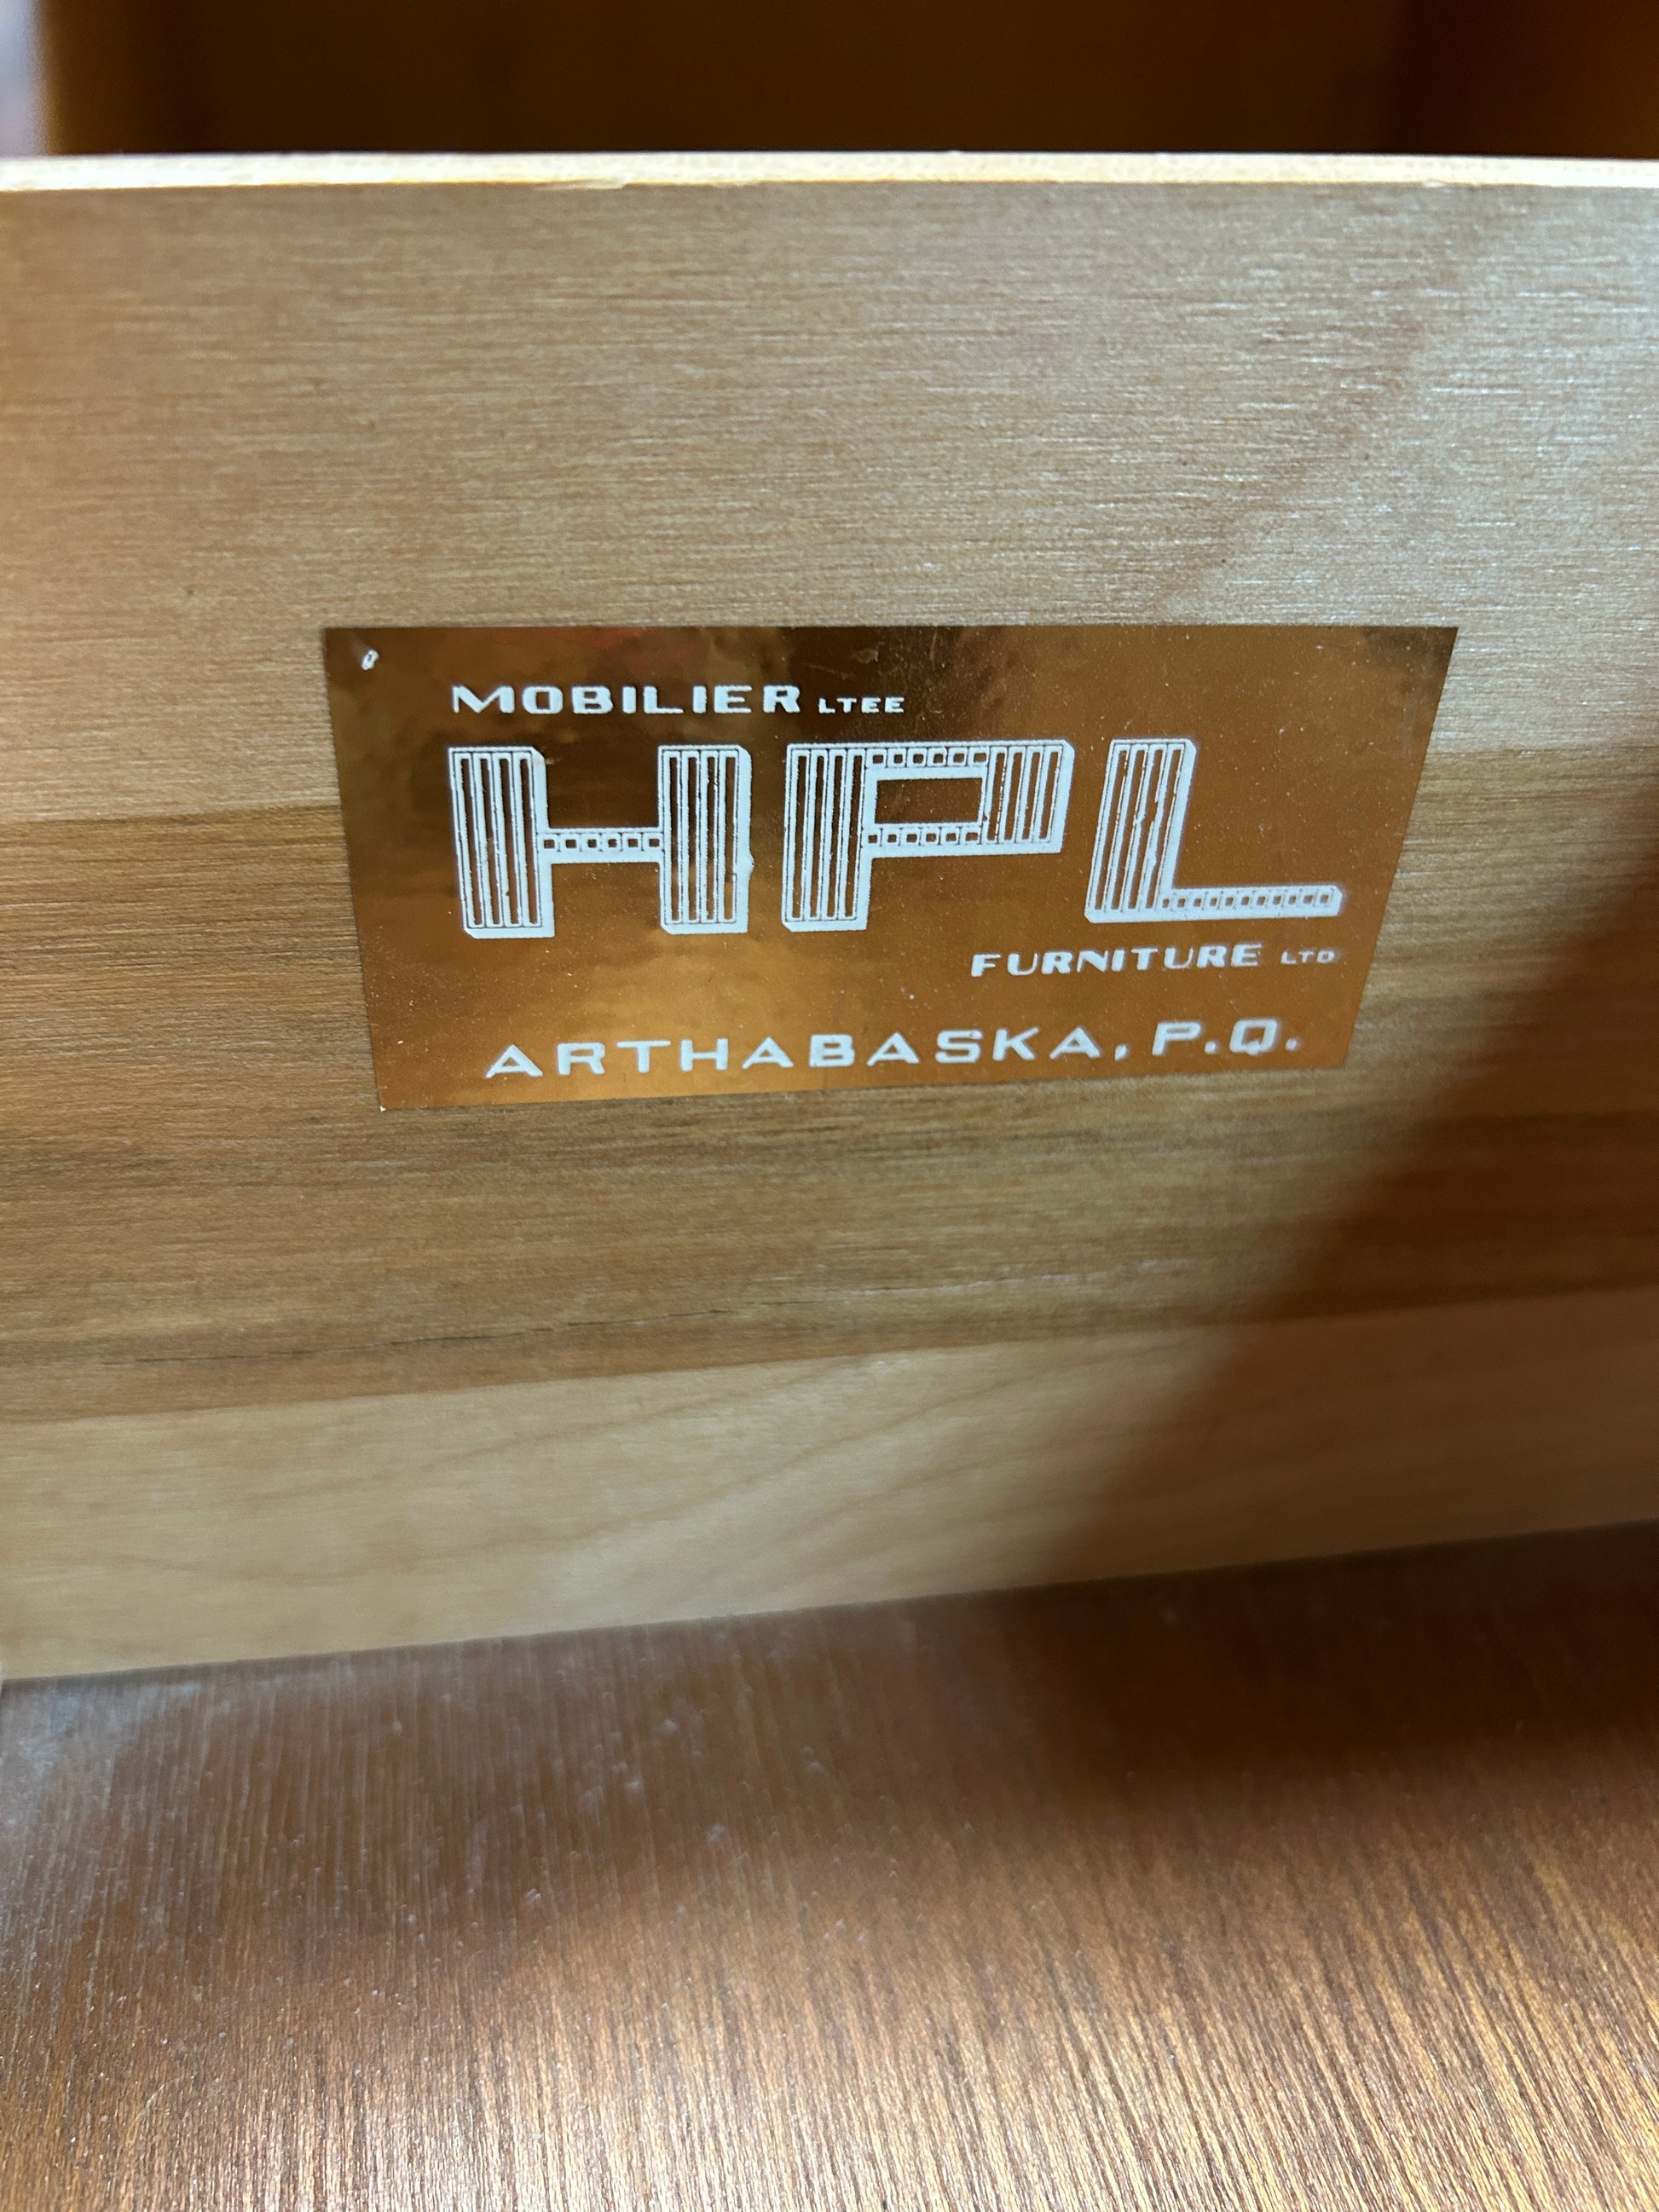 MOBILIER LTEE
HPL
FURNITURE LTD
ARTHABASKA, P.Q.